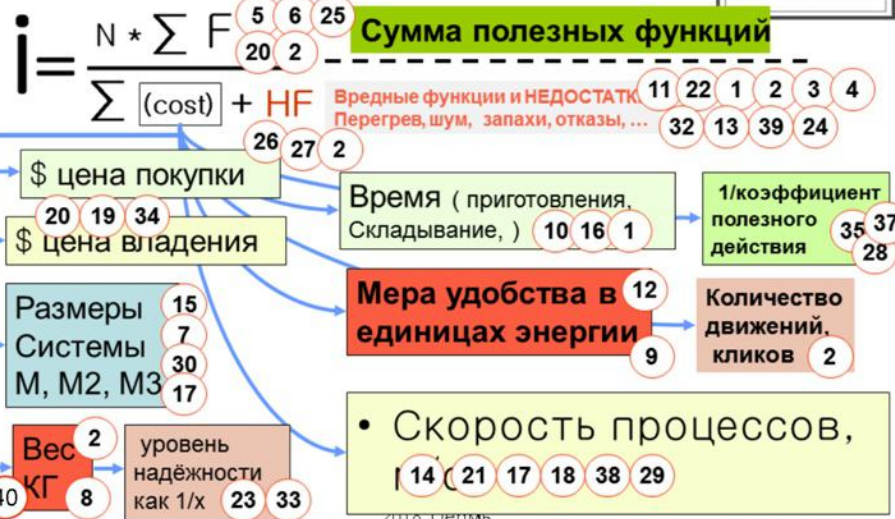 i = N * ∑ F 5 6 25
20 2
Сумма полезных функций
∑ (cost) + HF
Вредные функции и НЕДОСТАТК 11 22 1 2 3 4
Перегрев, шум, запахи, отказы, ... 32 13 39 24
26 27 2
$ цена покупки
20 19 34
$ цена владения
Время ( приготовления,
Складывание, ) 10 16 1
1/коэффициент
полезного 35 37
действия 28
Размеры 15
Системы 7
30
М, М2, М3 17
Мера удобства в 12
единицах энергии
9
Количество
движений,
кликов 2
Вес 2
КГ 8
40
уровень
надёжности
как 1/х 23 33
• Скорость процессов,
14 21 17 18 38 29